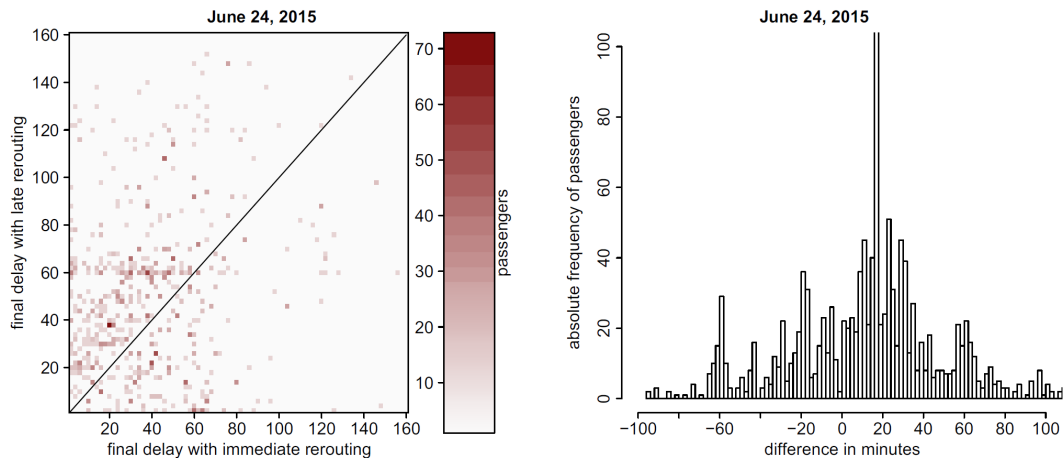 June 24, 2015
160
140
120
100
80
60
40
20
final delay with late rerouting
20 40 60 80 100 120 140 160
final delay with immediate rerouting
70
60
50
40
30
20
10
passengers
June 24, 2015
100
80
60
40
20
0
absolute frequency of passengers
−100 −60 −20 0 20 40 60 80 100
difference in minutes